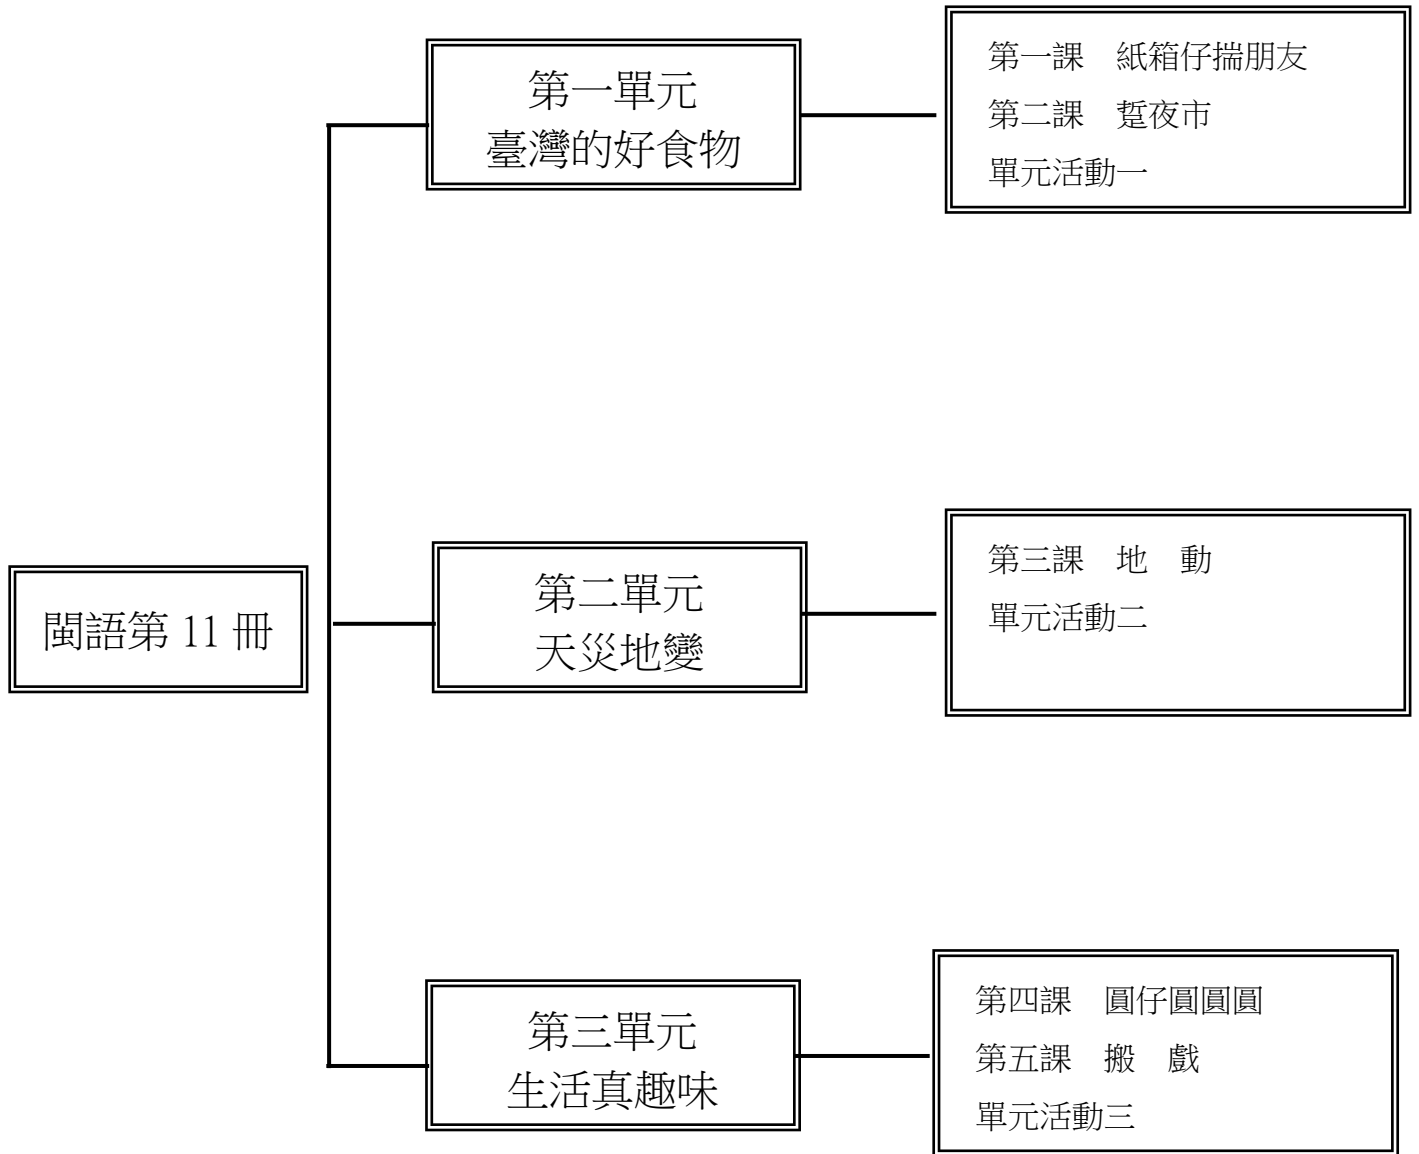 閩語第 11 冊
第一單元
臺灣的好食物
第一課　紙箱仔揣朋友
第二課　踅夜市
單元活動一
第二單元
天災地變
第三課　地　動
單元活動二
第三單元
生活真趣味
第四課　圓仔圓圓圓
第五課　搬　戲
單元活動三